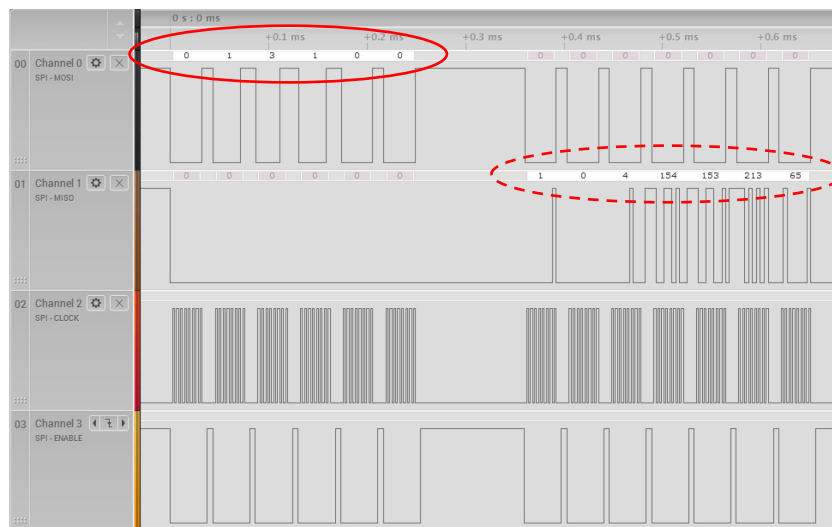 0 s : 0 ms
+0.1 ms +0.2 ms +0.3 ms +0.4 ms +0.5 ms +0.6 ms
00 Channel 0
SPI - MOSI
0 1 3 1 0 0 0 0 0 0 0 0 0
01 Channel 1
SPI - MISO
0 0 0 0 0 0 1 0 4 154 153 213 65
02 Channel 2
SPI - CLOCK
03 Channel 3
SPI - ENABLE